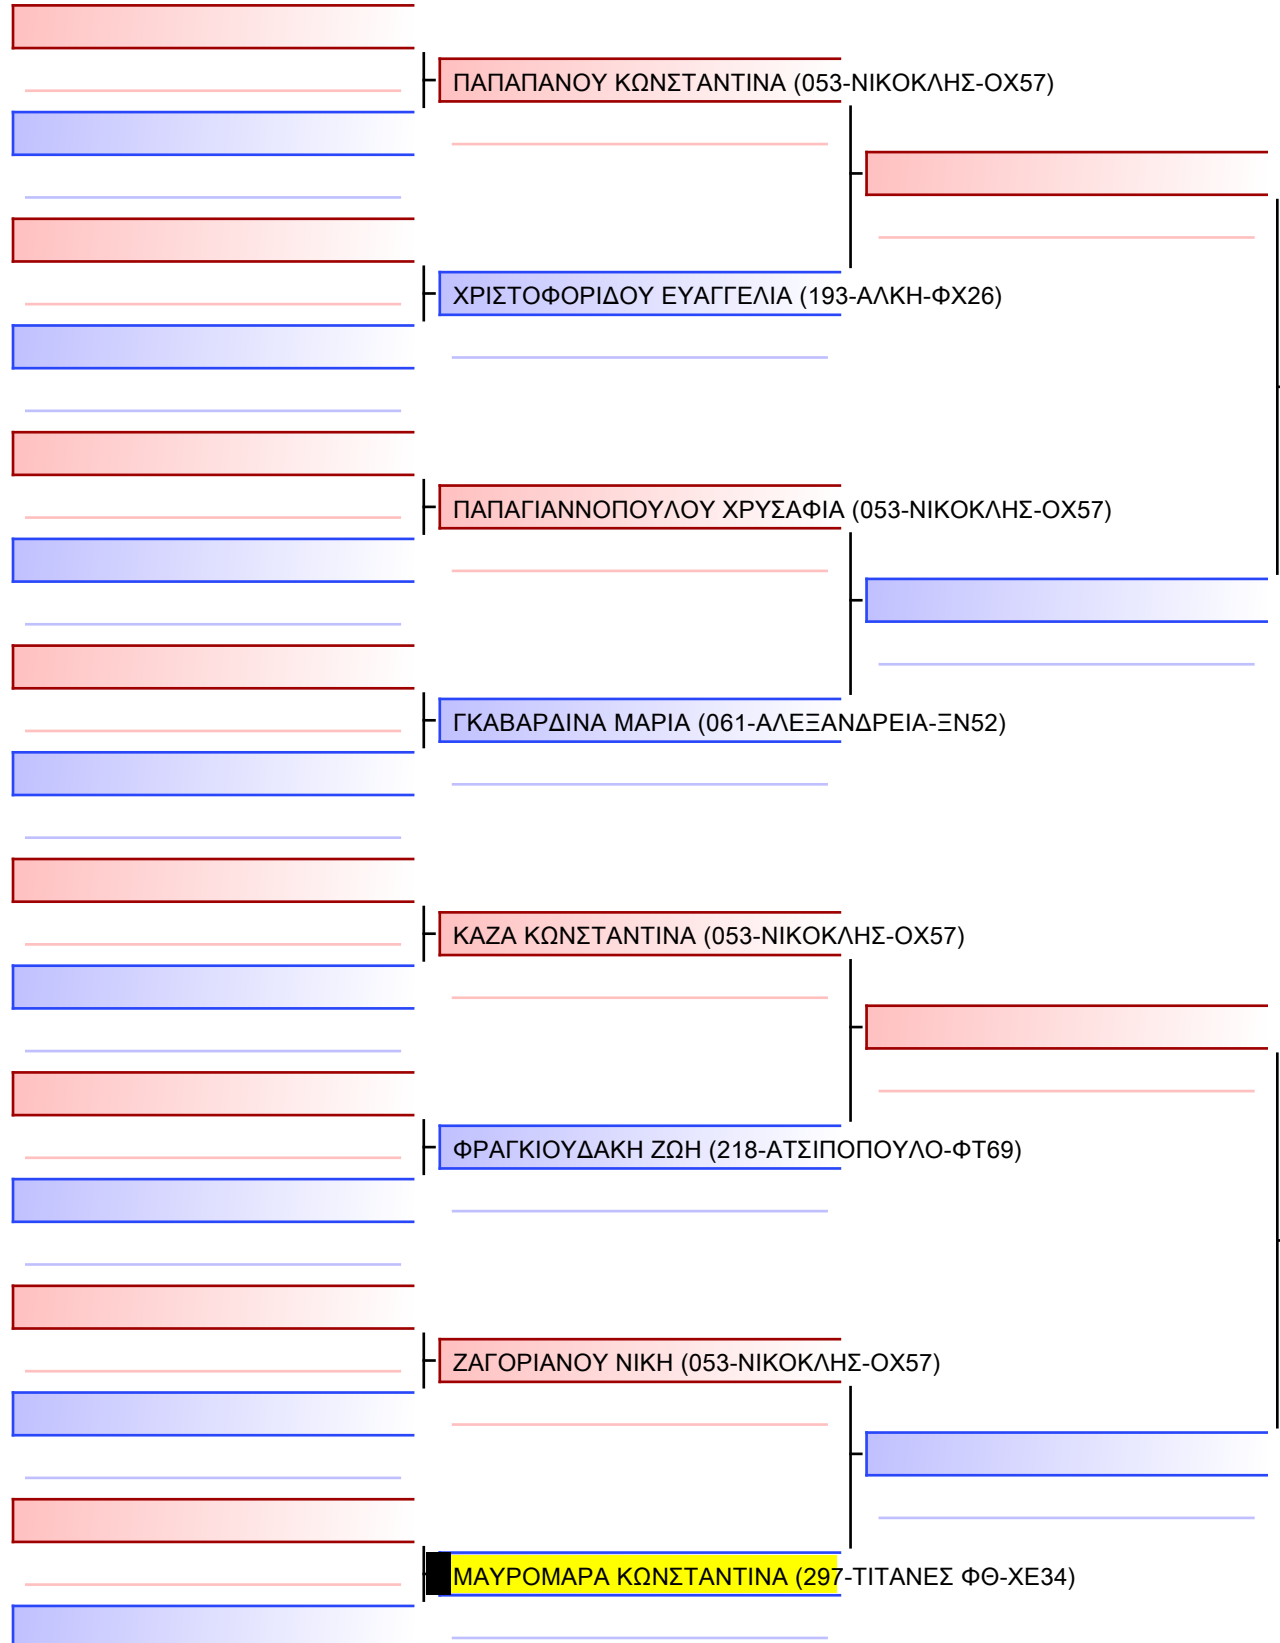 ΠΑΠΑΠΑΝΟΥ ΚΩΝΣΤΑΝΤΙΝΑ (053-ΝΙΚΟΚΛΗΣ-ΟΧ57)
ΧΡΙΣΤΟΦΟΡΙΔΟΥ ΕΥΑΓΓΕΛΙΑ (193-ΑΛΚΗ-ΦΧ26)
ΠΑΠΑΓΙΑΝΝΟΠΟΥΛΟΥ ΧΡΥΣΑΦΙΑ (053-ΝΙΚΟΚΛΗΣ-ΟΧ57)
ΓΚΑΒΑΡΔΙΝΑ ΜΑΡΙΑ (061-ΑΛΕΞΑΝΔΡΕΙΑ-ΞΝ52)
ΚΑΖΑ ΚΩΝΣΤΑΝΤΙΝΑ (053-ΝΙΚΟΚΛΗΣ-ΟΧ57)
ΦΡΑΓΚΙΟΥΔΑΚΗ ΖΩΗ (218-ΑΤΣΙΠΟΠΟΥΛΟ-ΦΤ69)
ΖΑΓΟΡΙΑΝΟΥ ΝΙΚΗ (053-ΝΙΚΟΚΛΗΣ-ΟΧ57)
ΜΑΥΡΟΜΑΡΑ ΚΩΝΣΤΑΝΤΙΝΑ (297-ΤΙΤΑΝΕΣ ΦΘ-ΧΕ34)